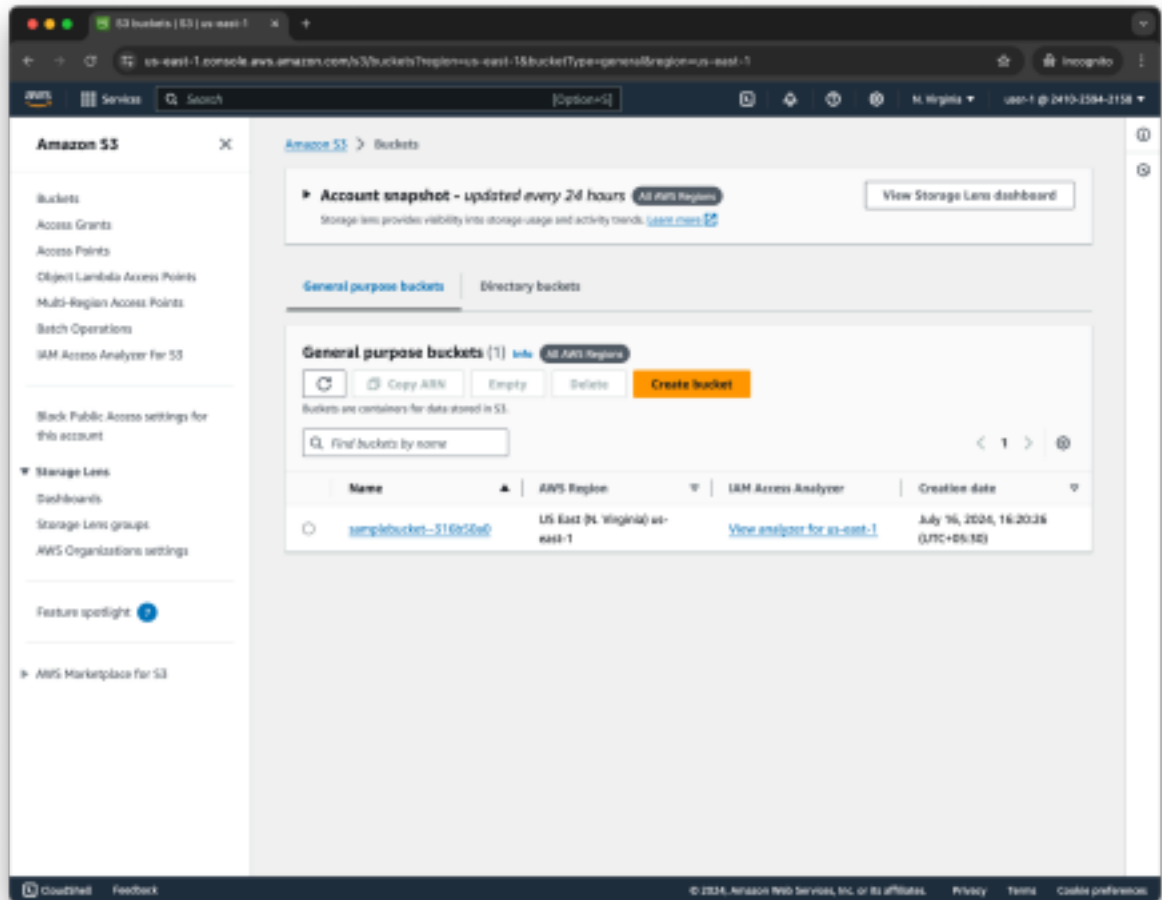 S3 buckets | S3 | us-east-1
us-east-1.console.aws.amazon.com/s3/buckets?region=us-east-1&bucketType=general&region=us-east-1
Incognito
aws
Services
Search
[Option+S]
N. Virginia
user-1 @
Amazon S3
Buckets
Access Grants
Access Points
Object Lambda Access Points
Multi-Region Access Points
Batch Operations
IAM Access Analyzer for S3
Block Public Access settings for
this account
Storage Lens
Dashboards
Storage Lens groups
AWS Organizations settings
Feature spotlight 7
AWS Marketplace for S3
Amazon S3 > Buckets
Account snapshot - updated every 24 hours All AWS Regions
Storage lens provides visibility into storage usage and activity trends. Learn more
View Storage Lens dashboard
General purpose buckets
Directory buckets
General purpose buckets (1) Info All AWS Regions
Copy ARN
Empty
Delete
Create bucket
Buckets are containers for data stored in S3.
Find buckets by name
1
Name
AWS Region
IAM Access Analyzer
Creation date
US East (N. Virginia) us-
east-1
View analyzer for us-east-1
July 16, 2024, 16:20:26
(UTC+05:30)
CloudShell
Feedback
© 2024, Amazon Web Services, Inc. or its affiliates.
Privacy
Terms
Cookie preferences